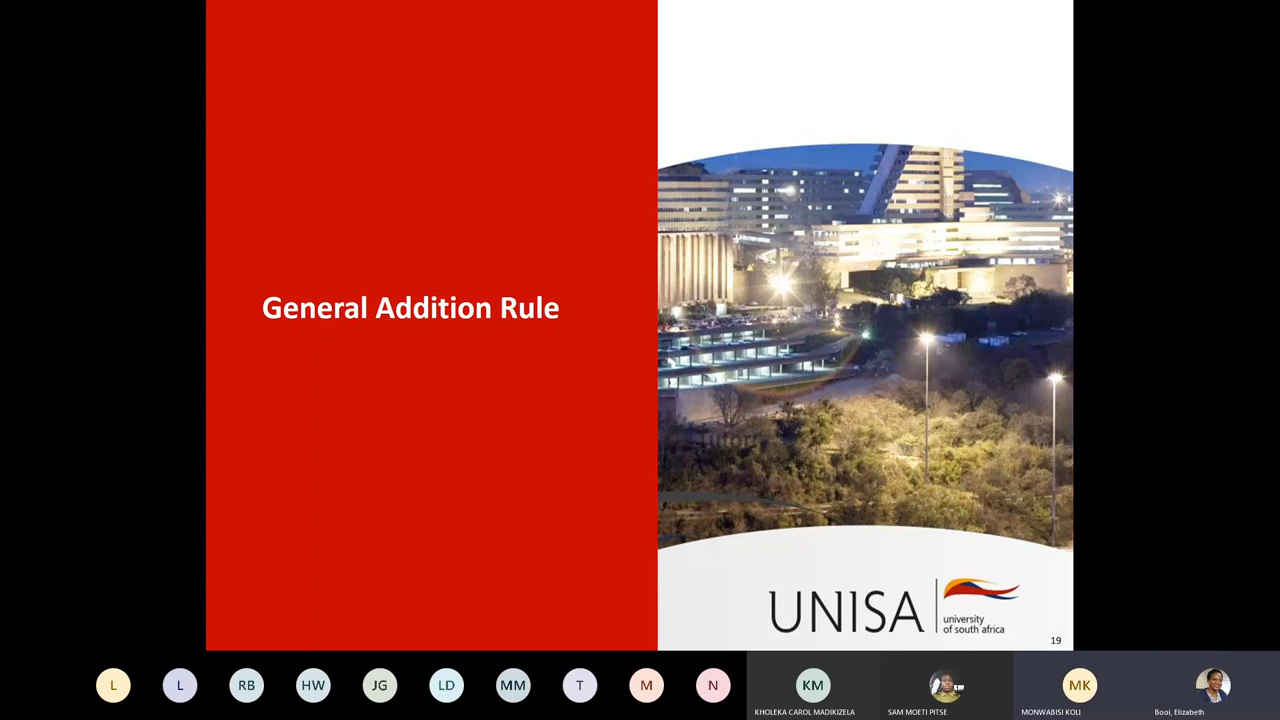 General Addition Rule
UNISA
university
of south africa
19
L
L
RB
HW
JG
LD
MM
T
M
N
KM
MK
KHOLEKA CAROL MADIKIZELA
SAM MOETI PITSE
MONWABISI KOLI
Booi, Elizabeth